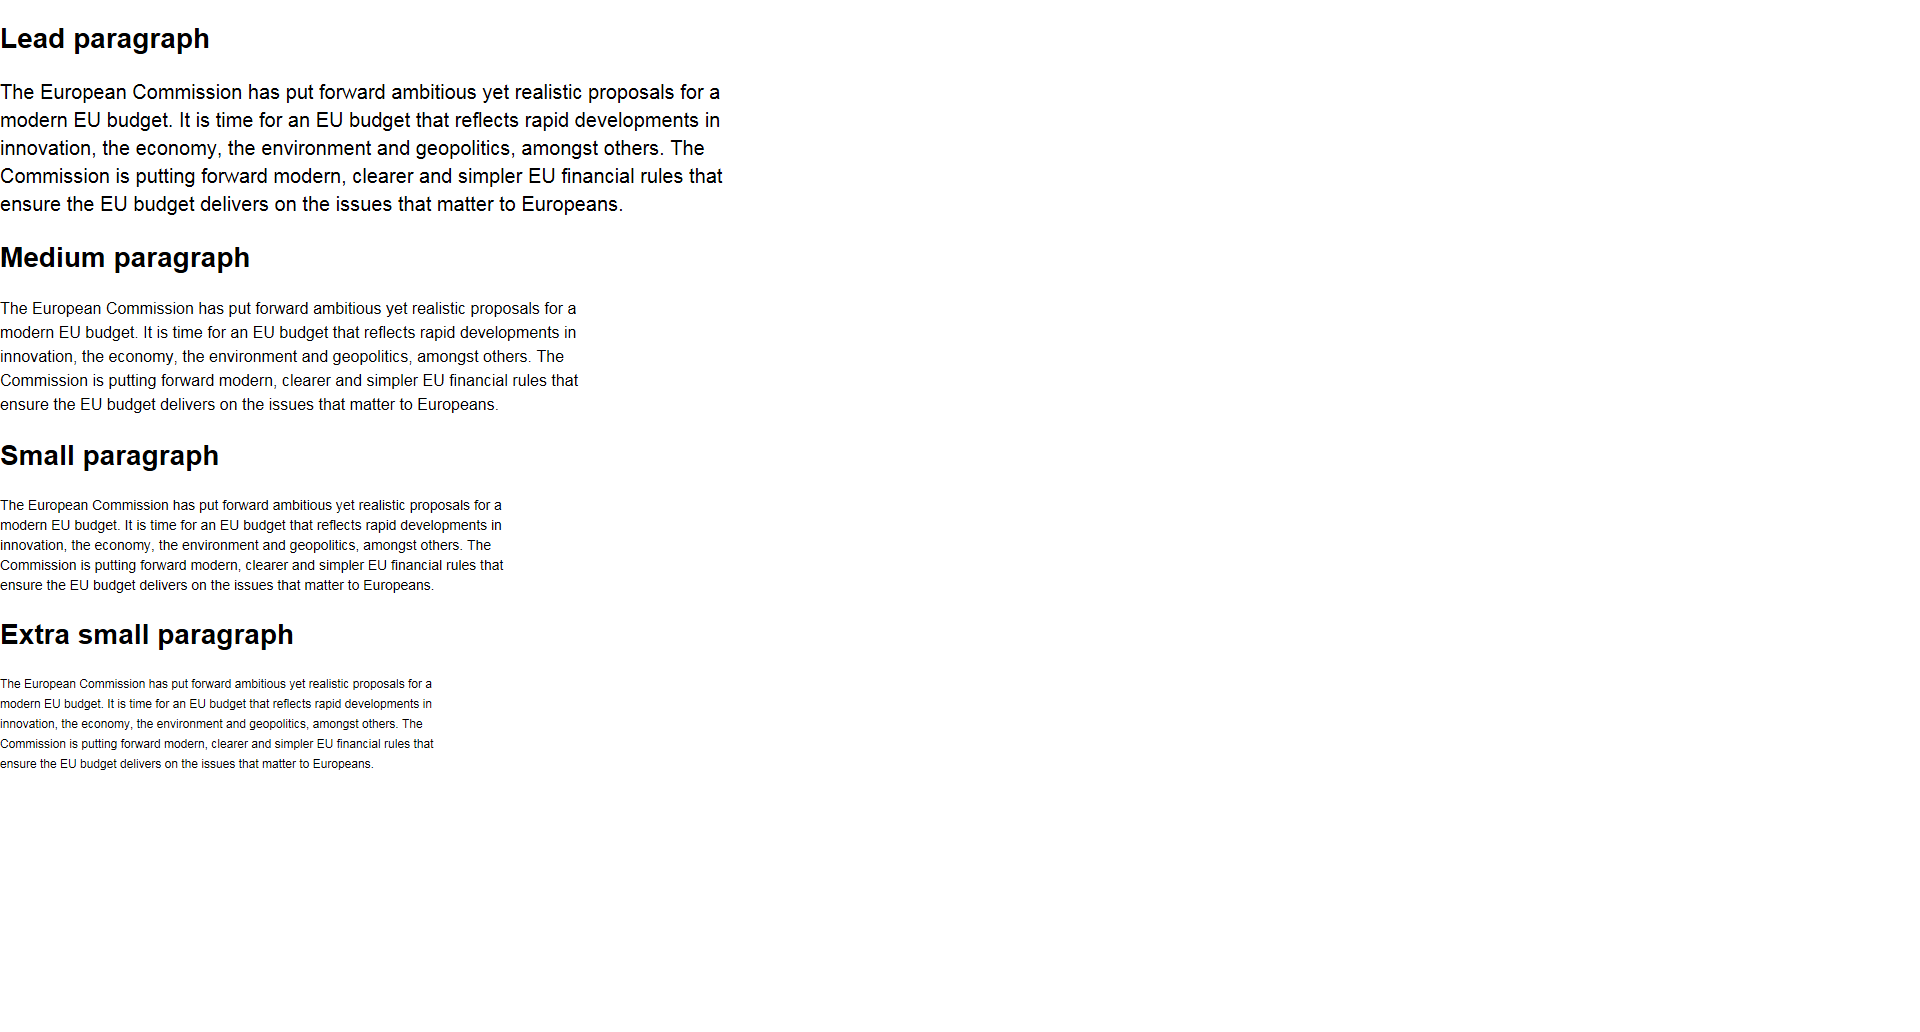 Lead paragraph
The European Commission has put forward ambitious yet realistic proposals for a
modern EU budget. It is time for an EU budget that reflects rapid developments in
innovation, the economy, the environment and geopolitics, amongst others. The
Commission is putting forward modern, clearer and simpler EU financial rules that
ensure the EU budget delivers on the issues that matter to Europeans.
Medium paragraph
The European Commission has put forward ambitious yet realistic proposals for a
modern EU budget. It is time for an EU budget that reflects rapid developments in
innovation, the economy, the environment and geopolitics, amongst others. The
Commission is putting forward modern, clearer and simpler EU financial rules that
ensure the EU budget delivers on the issues that matter to Europeans.
Small paragraph
The European Commission has put forward ambitious yet realistic proposals for a
modern EU budget. It is time for an EU budget that reflects rapid developments in
innovation, the economy, the environment and geopolitics, amongst others. The
Commission is putting forward modern, clearer and simpler EU financial rules that
ensure the EU budget delivers on the issues that matter to Europeans.
Extra small paragraph
The European Commission has put forward ambitious yet realistic proposals for a
modern EU budget. It is time for an EU budget that reflects rapid developments in
innovation, the economy, the environment and geopolitics, amongst others. The
Commission is putting forward modern, clearer and simpler EU financial rules that
ensure the EU budget delivers on the issues that matter to Europeans.